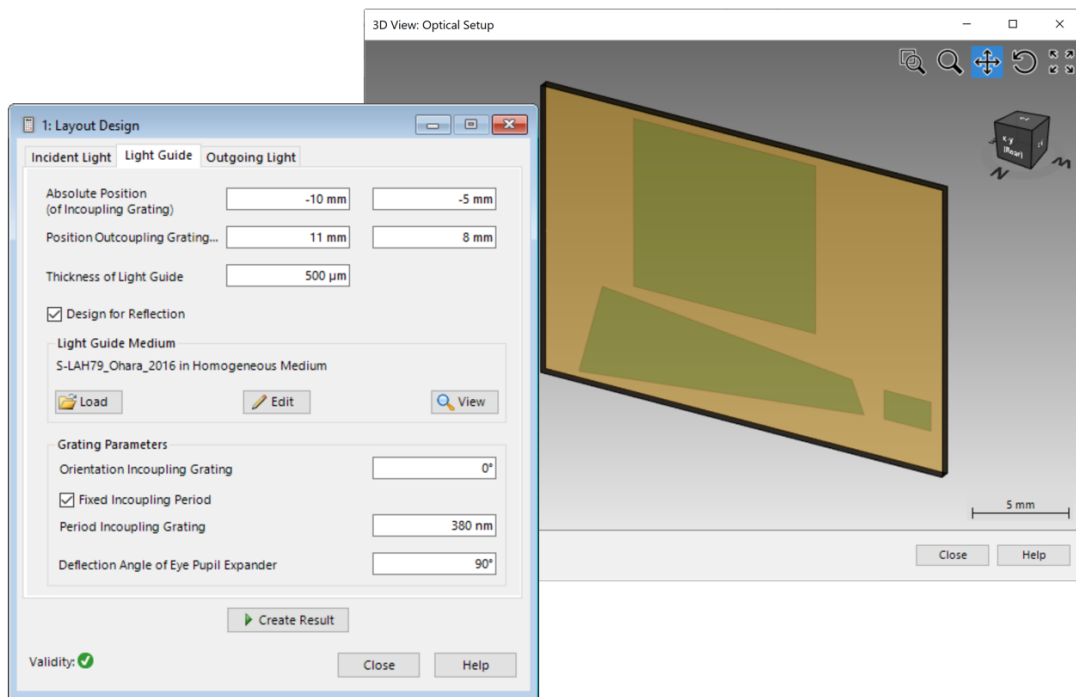 3D View: Optical Setup
x-y
(Rear)
1: Layout Design
Incident Light Light Guide Outgoing Light
Absolute Position
(of Incoupling Grating)
-10 mm -5 mm
Position Outcoupling Grating... 11 mm 8 mm
Thickness of Light Guide 500 µm
Design for Reflection
Light Guide Medium
S-LAH79_Ohara_2016 in Homogeneous Medium
Load Edit View
Grating Parameters
Orientation Incoupling Grating 0°
Fixed Incoupling Period
Period Incoupling Grating 380 nm
Deflection Angle of Eye Pupil Expander 90°
Create Result
Validity:
Close Help
5 mm
Close Help